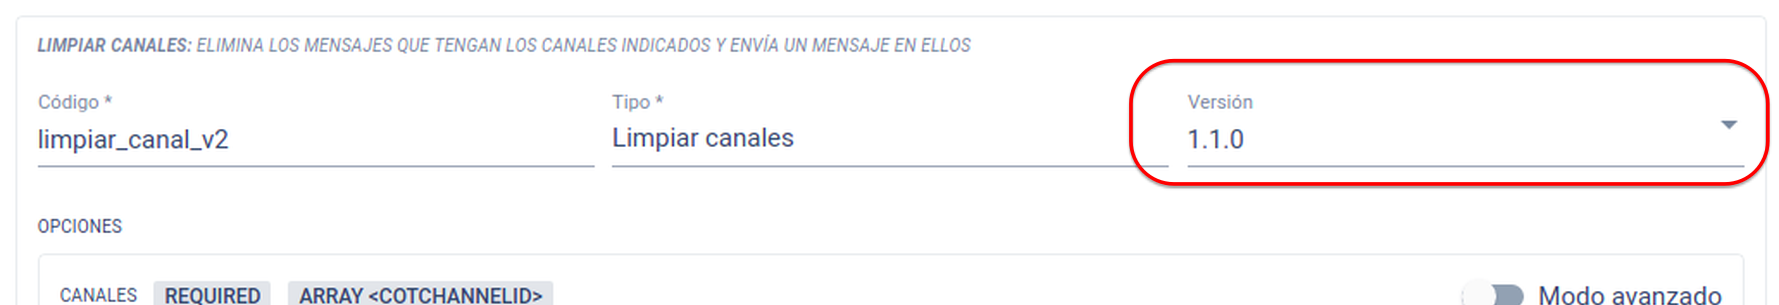 LIMPIAR CANALES: ELIMINA LOS MENSAJES QUE TENGAN LOS CANALES INDICADOS Y ENVÍA UN MENSAJE EN ELLOS
Código * Tipo * Versión
limpiar_canal_v2 Limpiar canales 1.1.0
OPCIONES
CANALES REQUIRED ARRAY <COTCHANNELID> Modo avanzado